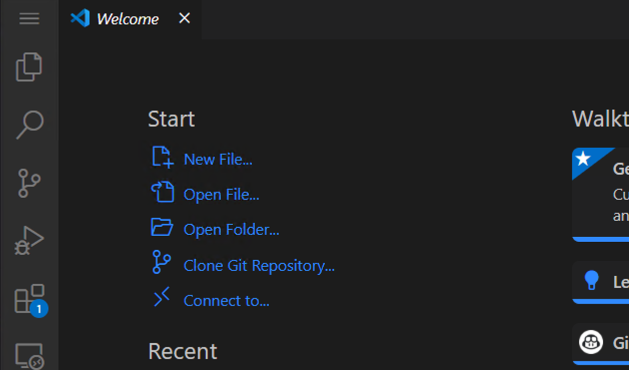 Welcome
Start
New File...
Open File...
Open Folder...
Clone Git Repository...
Connect to...
Recent
Walkt
Ge
Cu
an
Le
Gi
1